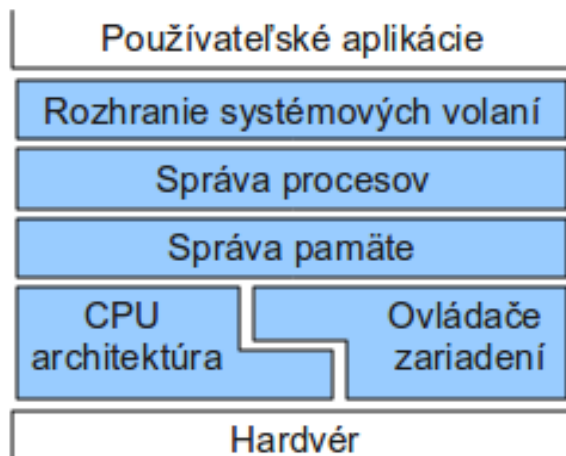 Používateľské aplikácie
Rozhranie systémových volaní
Správa procesov
Správa pamäte
CPU
architektúra
Ovládače
zariadení
Hardvér